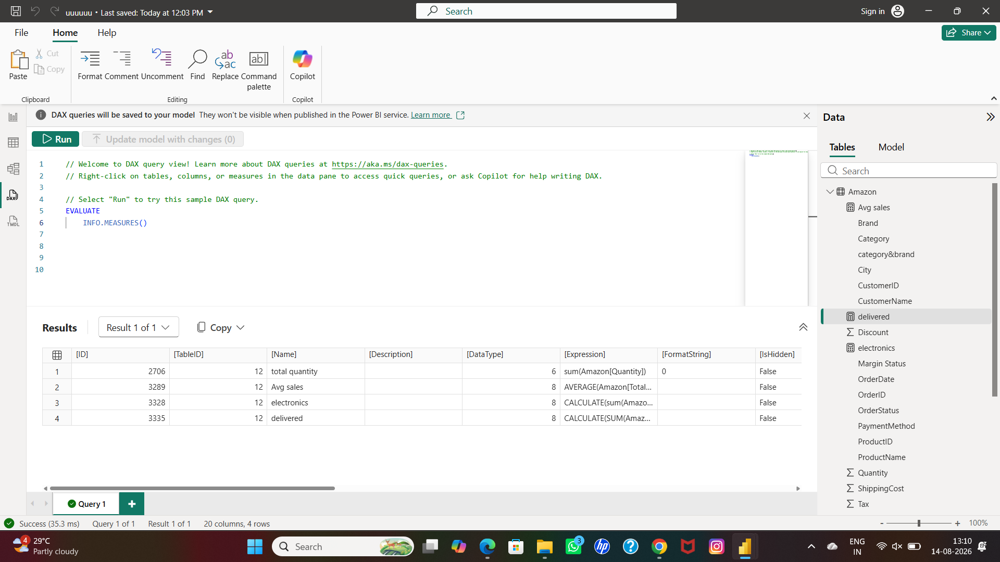 uuuuuu • Last saved: Today at 12:03 PM
Search
Sign in
File
Home
Help
Share
Paste
Cut
Copy
Format
Comment
Uncomment
Find
Replace
Command palette
Copilot
Clipboard
Editing
Copilot
DAX queries will be saved to your model They won't be visible when published in the Power BI service. Learn more
Run
Update model with changes (0)
1 // Welcome to DAX query view! Learn more about DAX queries at https://aka.ms/dax-queries.
2 // Right-click on tables, columns, or measures in the data pane to access quick queries, or ask Copilot for help writing DAX.
3
4 // Select "Run" to try this sample DAX query.
5 EVALUATE
6 INFO.MEASURES()
7
8
9
10
DAX
TMDL
Results
Result 1 of 1
Copy
[ID] [TableID] [Name] [Description] [DataType] [Expression] [FormatString] [IsHidden]
1 2706 12 total quantity 6 sum(Amazon[Quantity]) 0 False
2 3289 12 Avg sales 8 AVERAGE(Amazon[Total... False
3 3328 12 electronics 8 CALCULATE(sum(Amazo... False
4 3335 12 delivered 8 CALCULATE(SUM(Amaz... False
Query 1
Success (35.3 ms) Query 1 of 1 Result 1 of 1 20 columns, 4 rows
- + 100%
Data
Tables
Model
Search
Amazon
Avg sales
Brand
Category
category&brand
City
CustomerID
CustomerName
delivered
Discount
electronics
Margin Status
OrderDate
OrderID
OrderStatus
PaymentMethod
ProductID
ProductName
Quantity
ShippingCost
Tax
4
29°C
Partly cloudy
Search
3
hp
ENG
IN
13:10
14-08-2026